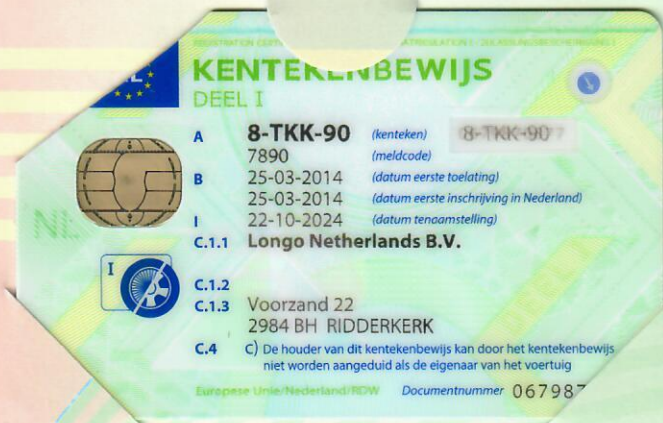 KENTEKENBEWIJS
DEEL I
A 8-TKK-90 (kenteken) 8-TKK-90
7890 (meldcode)
B 25-03-2014 (datum eerste toelating)
25-03-2014 (datum eerste inschrijving in Nederland)
I 22-10-2024 (datum tenaamstelling)
C.1.1 Longo Netherlands B.V.
NL
I
C.1.2
C.1.3 Voorzand 22
2984 BH RIDDERKERK
C.4 C) De houder van dit kentekenbewijs kan door het kentekenbewijs
niet worden aangeduid als de eigenaar van het voertuig
Europese Unie/Nederland/RDW Documentnummer 067987